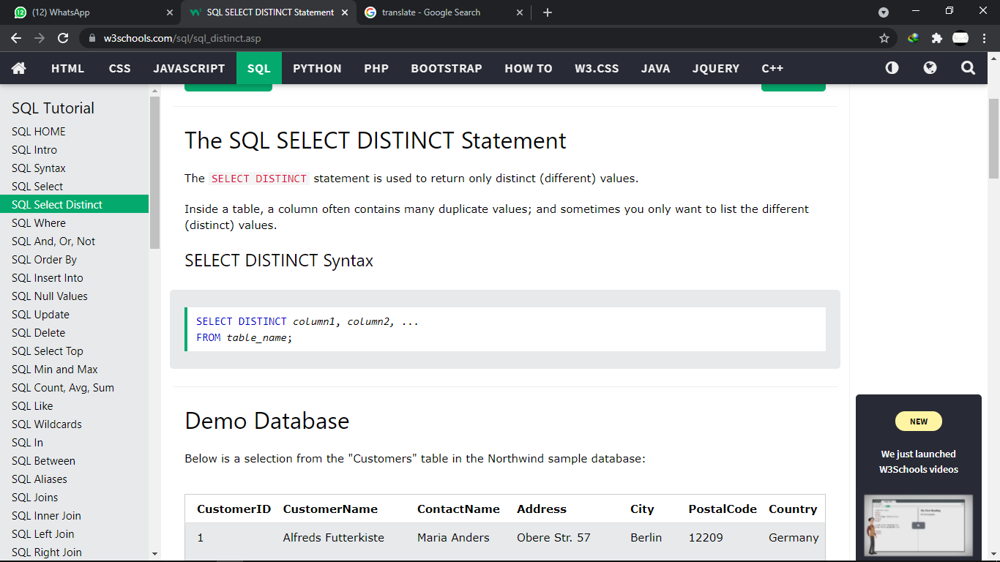 (12) WhatsApp
SQL SELECT DISTINCT Statement
translate - Google Search
w3schools.com/sql/sql_distinct.asp
HTML CSS JAVASCRIPT SQL PYTHON PHP BOOTSTRAP HOW TO W3.CSS JAVA JQUERY C++
SQL Tutorial
SQL HOME
SQL Intro
SQL Syntax
SQL Select
SQL Select Distinct
SQL Where
SQL And, Or, Not
SQL Order By
SQL Insert Into
SQL Null Values
SQL Update
SQL Delete
SQL Select Top
SQL Min and Max
SQL Count, Avg, Sum
SQL Like
SQL Wildcards
SQL In
SQL Between
SQL Aliases
SQL Joins
SQL Inner Join
SQL Left Join
SQL Right Join
The SQL SELECT DISTINCT Statement
The SELECT DISTINCT statement is used to return only distinct (different) values.
Inside a table, a column often contains many duplicate values; and sometimes you only want to list the different
(distinct) values.
SELECT DISTINCT Syntax
SELECT DISTINCT column1, column2, ...
FROM table_name;
Demo Database
Below is a selection from the "Customers" table in the Northwind sample database:
CustomerID CustomerName ContactName Address City PostalCode Country
1 Alfreds Futterkiste Maria Anders Obere Str. 57 Berlin 12209 Germany
NEW
We just launched
W3Schools videos